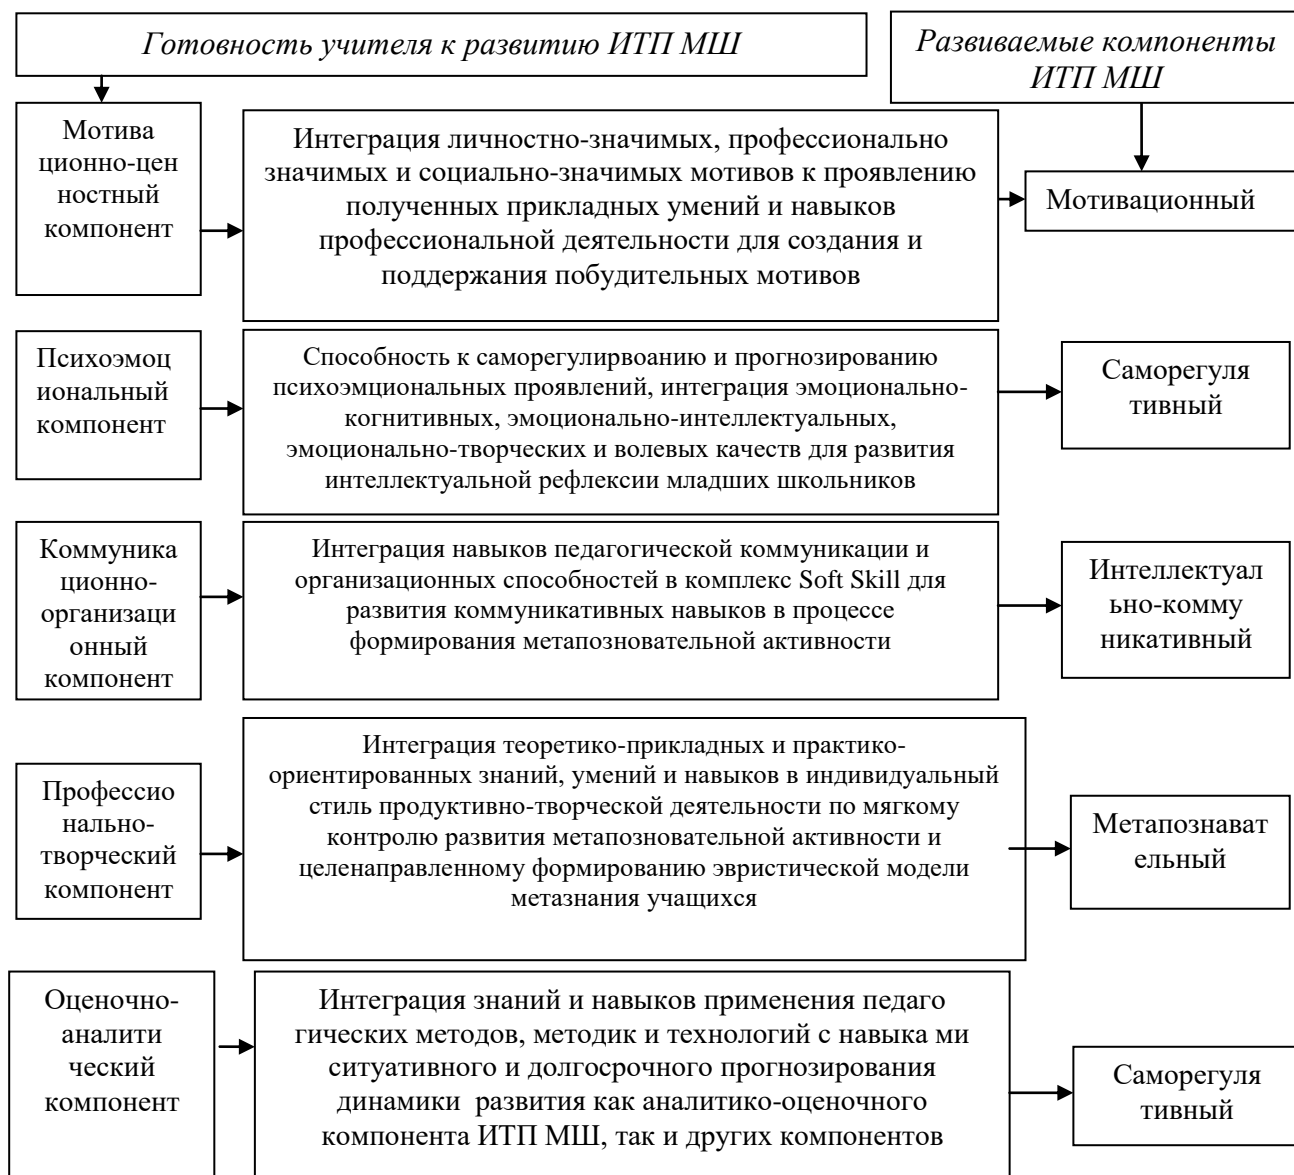 Готовность учителя к развитию ИТП МШ
Развиваемые компоненты
ИТП МШ
Мотива
ционно-цен
ностный
компонент
Интеграция личностно-значимых, профессионально
значимых и социально-значимых мотивов к проявлению
полученных прикладных умений и навыков
профессиональной деятельности для создания и
поддержания побудительных мотивов
Мотивационный
Психоэмоц
иональный
компонент
Способность к саморегулирвоанию и прогнозированию
психоэмциональных проявлений, интеграция эмоционально-
когнитивных, эмоционально-интеллектуальных,
эмоционально-творческих и волевых качеств для развития
интеллектуальной рефлексии младших школьников
Саморегуля
тивный
Коммуника
ционно-
организаци
онный
компонент
Интеграция навыков педагогической коммуникации и
организационных способностей в комплекс Soft Skill для
развития коммуникативных навыков в процессе
формирования метапозновательной активности
Интеллектуал
ьно-комму
никативный
Профессио
нально-
творческий
компонент
Интеграция теоретико-прикладных и практико-
ориентированных знаний, умений и навыков в индивидуальный
стиль продуктивно-творческой деятельности по мягкому
контролю развития метапозновательной активности и
целенаправленному формированию эвристической модели
метазнания учащихся
Метапознават
ельный
Оценочно-
аналити
ческий
компонент
Интеграция знаний и навыков применения педаго
гических методов, методик и технологий с навыка ми
ситуативного и долгосрочного прогнозирования
динамики развития как аналитико-оценочного
компонента ИТП МШ, так и других компонентов
Саморегуля
тивный